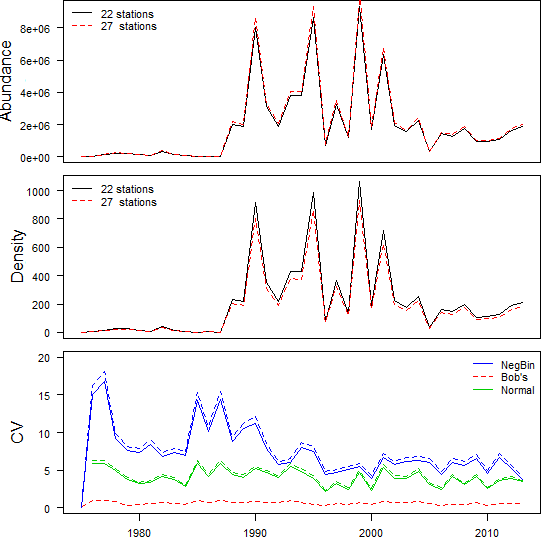 Abundance
8e+06
6e+06
4e+06
2e+06
0e+00
22 stations
27 stations
Density
1000
800
600
400
200
0
22 stations
27 stations
CV
20
15
10
5
0
NegBin
Bob's
Normal
1980
1990
2000
2010